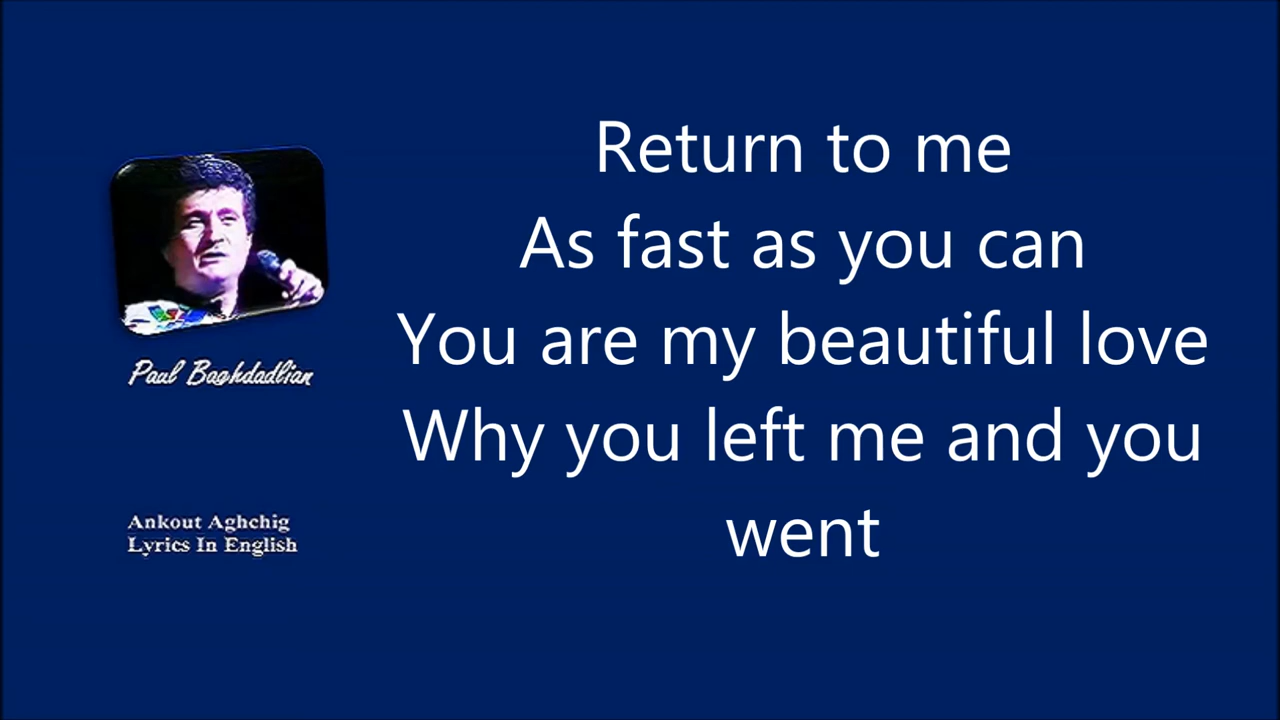 Return to me
As fast as you can
You are my beautiful love
Why you left me and you
went
Paul Baghdadlian
Ankout Aghchig
Lyrics In English